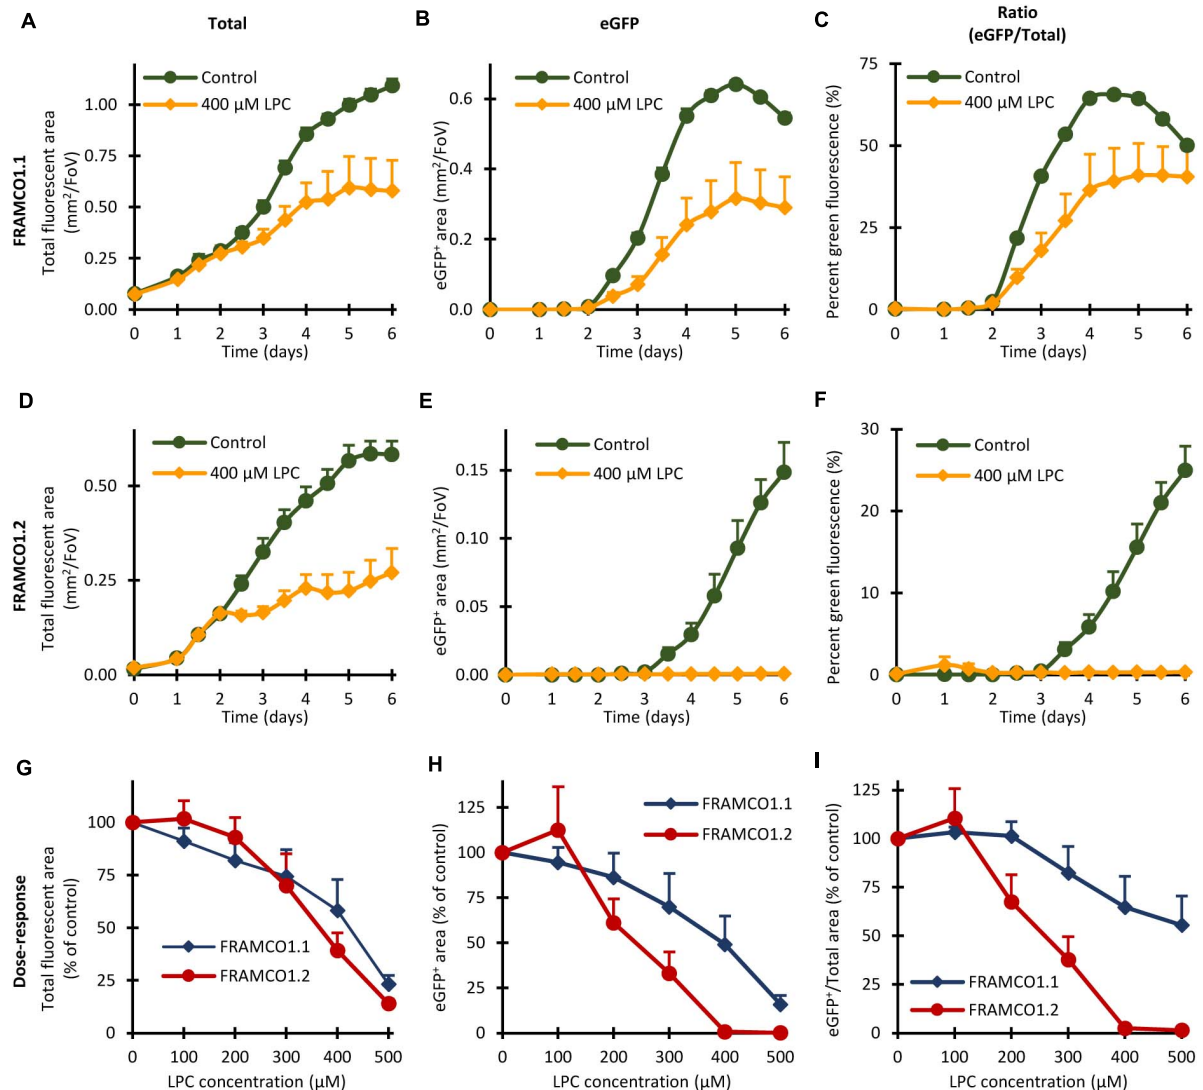 A
Total
B
eGFP
C
Ratio
(eGFP/Total)
FRAMCO1.1
Total fluorescent area
(mm²/FoV)
1.00
0.75
0.50
0.25
0.00
Control
400 µM LPC
0 1 2 3 4 5 6
Time (days)
eGFP⁺ area (mm²/FoV)
0.6
0.4
0.2
0.0
Control
400 µM LPC
0 1 2 3 4 5 6
Time (days)
Percent green fluorescence (%)
75
50
25
0
Control
400 µM LPC
0 1 2 3 4 5 6
Time (days)
D
E
F
FRAMCO1.2
Total fluorescent area
(mm²/FoV)
0.50
0.25
0.00
Control
400 µM LPC
0 1 2 3 4 5 6
Time (days)
eGFP⁺ area (mm²/FoV)
0.15
0.10
0.05
0.00
Control
400 µM LPC
0 1 2 3 4 5 6
Time (days)
Percent green fluorescence (%)
30
20
10
0
Control
400 µM LPC
0 1 2 3 4 5 6
Time (days)
G
H
I
Dose-response
Total fluorescent area
(% of control)
100
75
50
25
0
FRAMCO1.1
FRAMCO1.2
0 100 200 300 400 500
LPC concentration (µM)
eGFP⁺ area (% of control)
125
100
75
50
25
0
FRAMCO1.1
FRAMCO1.2
0 100 200 300 400 500
LPC concentration (µM)
eGFP⁺/Total area (% of control)
125
100
75
50
25
0
FRAMCO1.1
FRAMCO1.2
0 100 200 300 400 500
LPC concentration (µM)